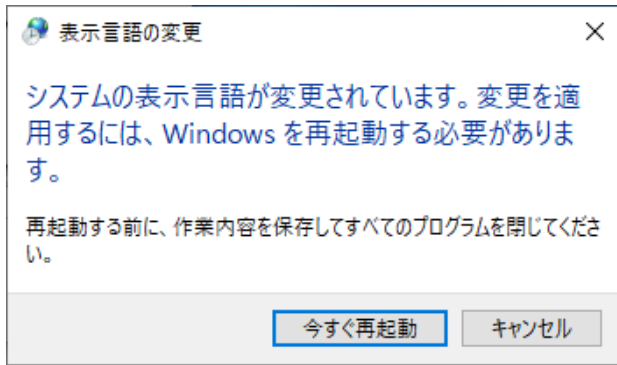 表示言語の変更
システムの表示言語が変更されています。変更を適
用するには、Windows を再起動する必要がありま
す。
再起動する前に、作業内容を保存してすべてのプログラムを閉じてくださ
い。
今すぐ再起動 キャンセル